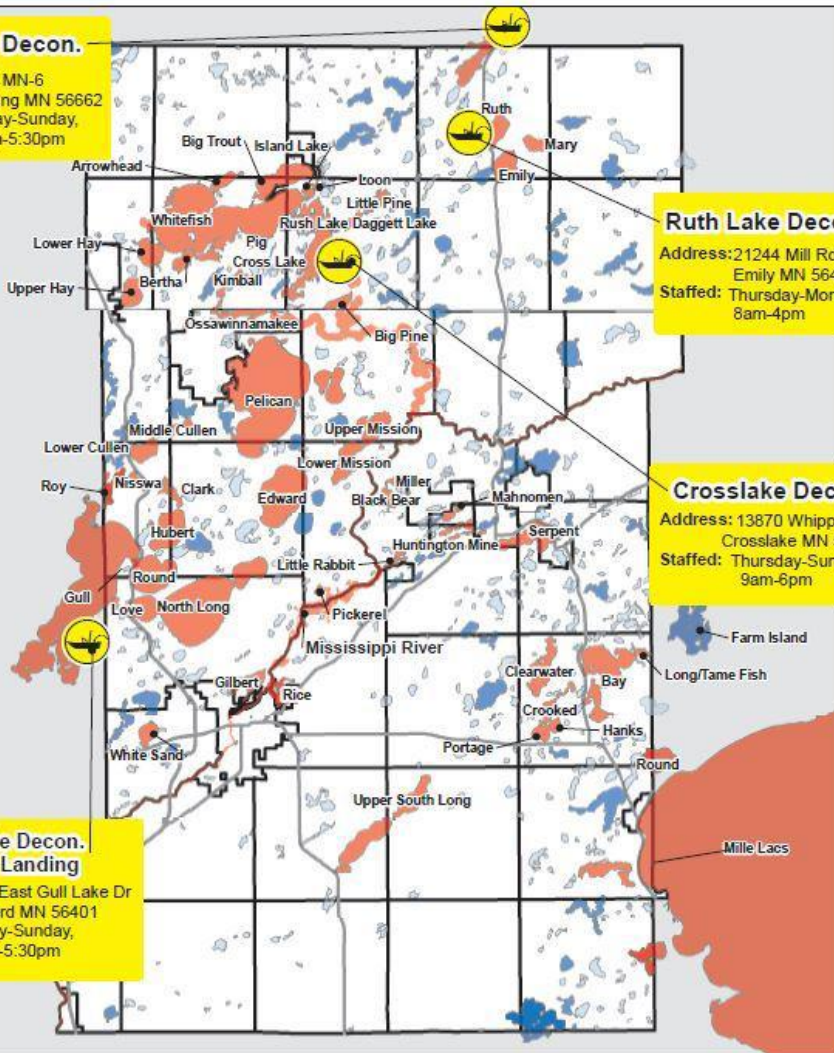 Decon.
MN-6
ng MN 56662
y-Sunday,
-5:30pm
Ruth
Mary
Emily
Big Trout
Island Lake
Arrowhead
Loon
Little Pine
Whitefish
Rush Lake
Daggett Lake
Pig
Lower Hay
Cross Lake
Bertha
Kimball
Upper Hay
Ruth Lake Deco
Address: 21244 Mill Ro
Emily MN 564
Staffed: Thursday-Mon
8am-4pm
Ossawinnamakee
Big Pine
Pelican
Middle Cullen
Upper Mission
Lower Cullen
Lower Mission
Roy
Nisswa
Clark
Edward
Miller
Black Bear
Mahnomen
Hubert
Huntington Mine
Serpent
Crosslake Dec
Address: 13870 Whipp
Crosslake MN
Staffed: Thursday-Sun
9am-6pm
Round
Little Rabbit
Gull
Love
North Long
Pickerel
Mississippi River
Farm Island
Long/Tame Fish
Clearwater
Bay
Gilbert
Rice
Crooked
Hanks
Portage
White Sand
Round
Upper South Long
Mille Lacs
e Decon.
Landing
East Gull Lake Dr
rd MN 56401
y-Sunday,
-5:30pm